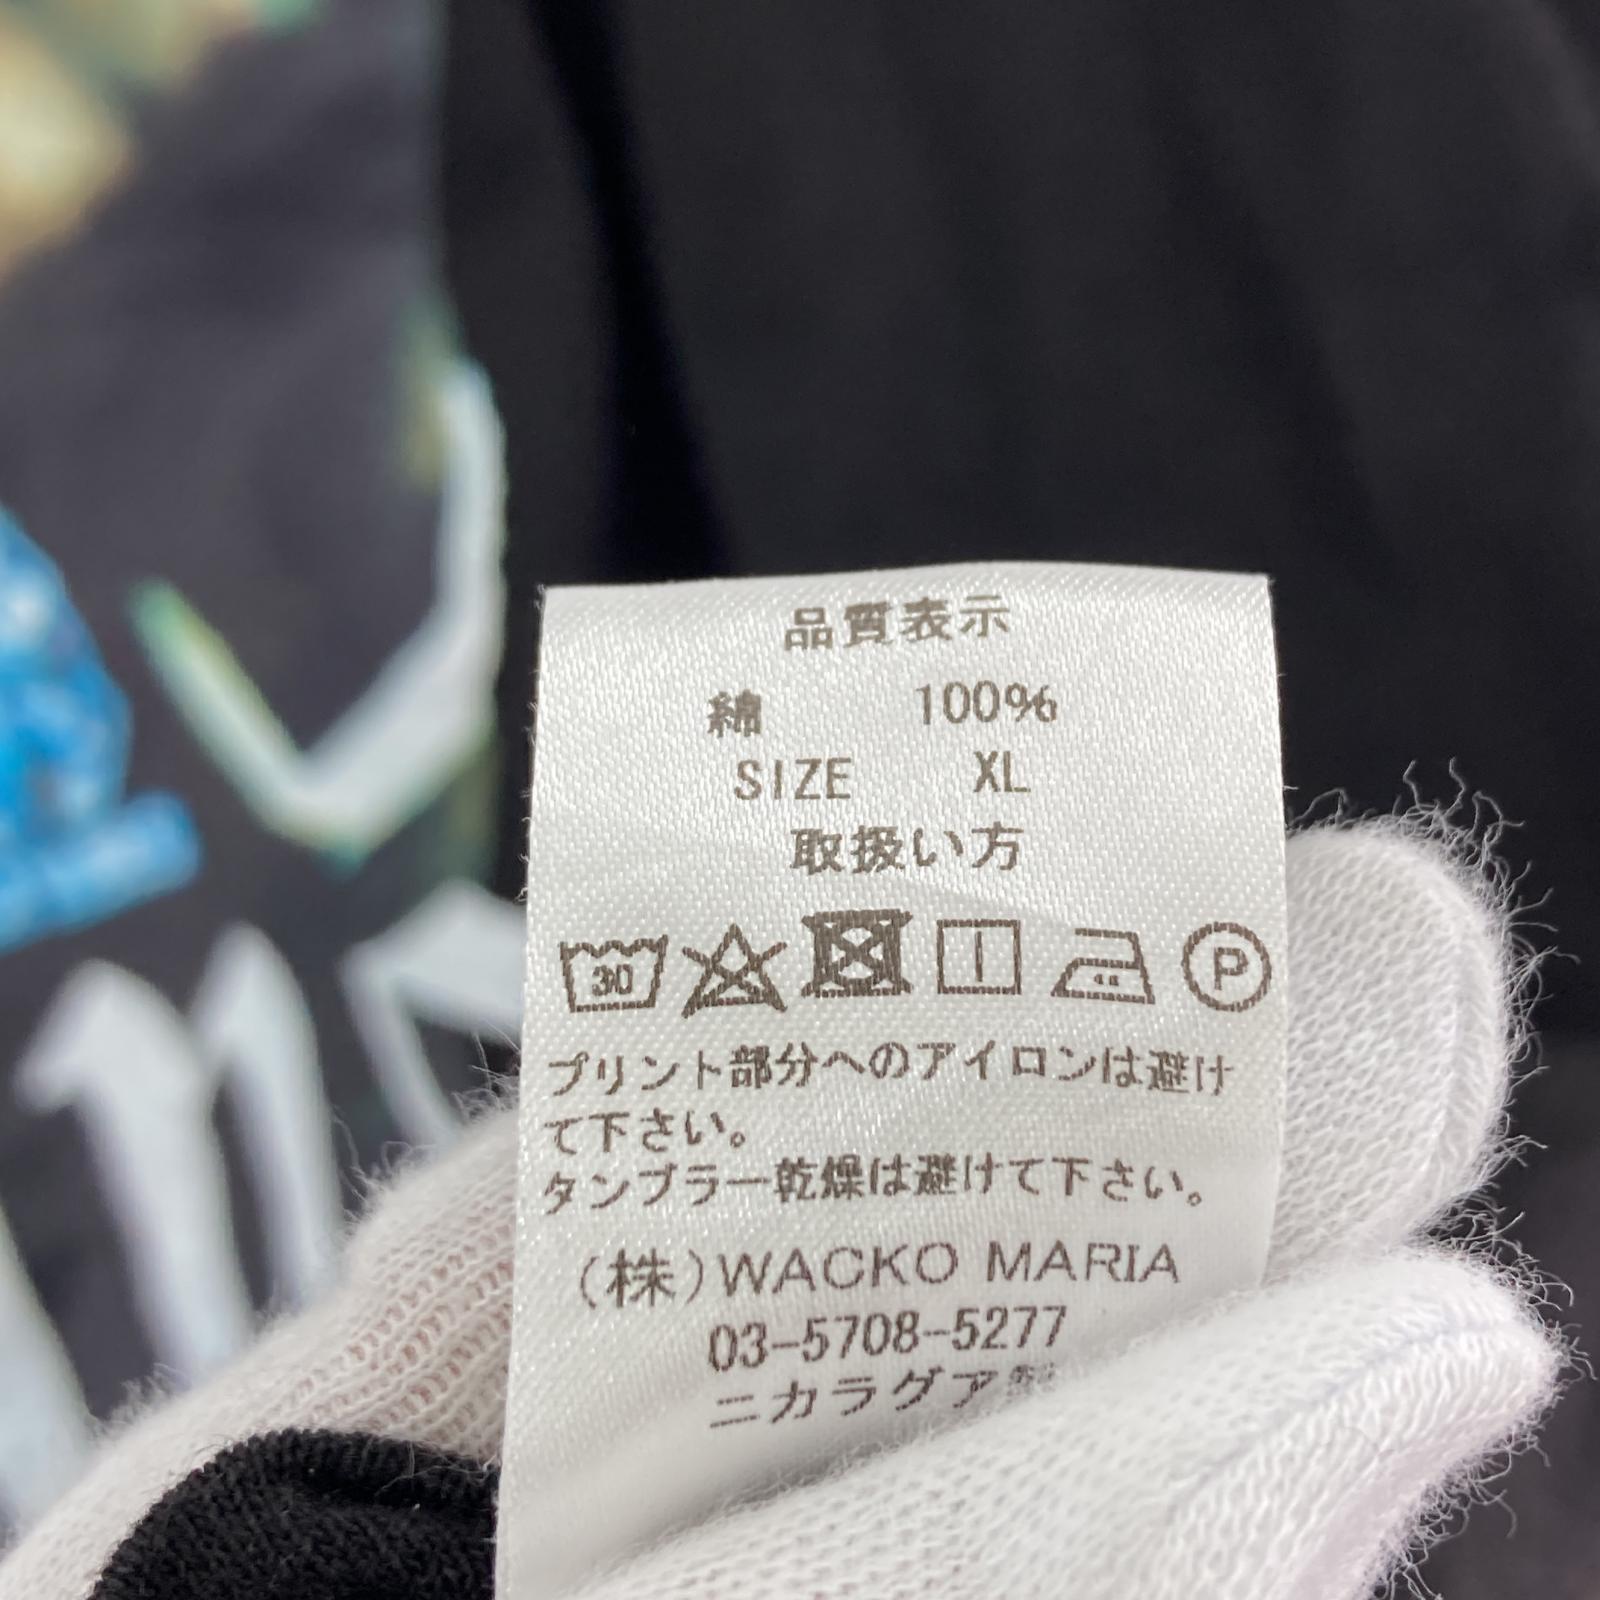 品質表示
綿 100%
SIZE XL
取扱い方
30
P
プリント部分へのアイロンは避け
て下さい。
タンブラー乾燥は避けて下さい。
(株)WACKO MARIA
03-5708-5277
ニカラグア製